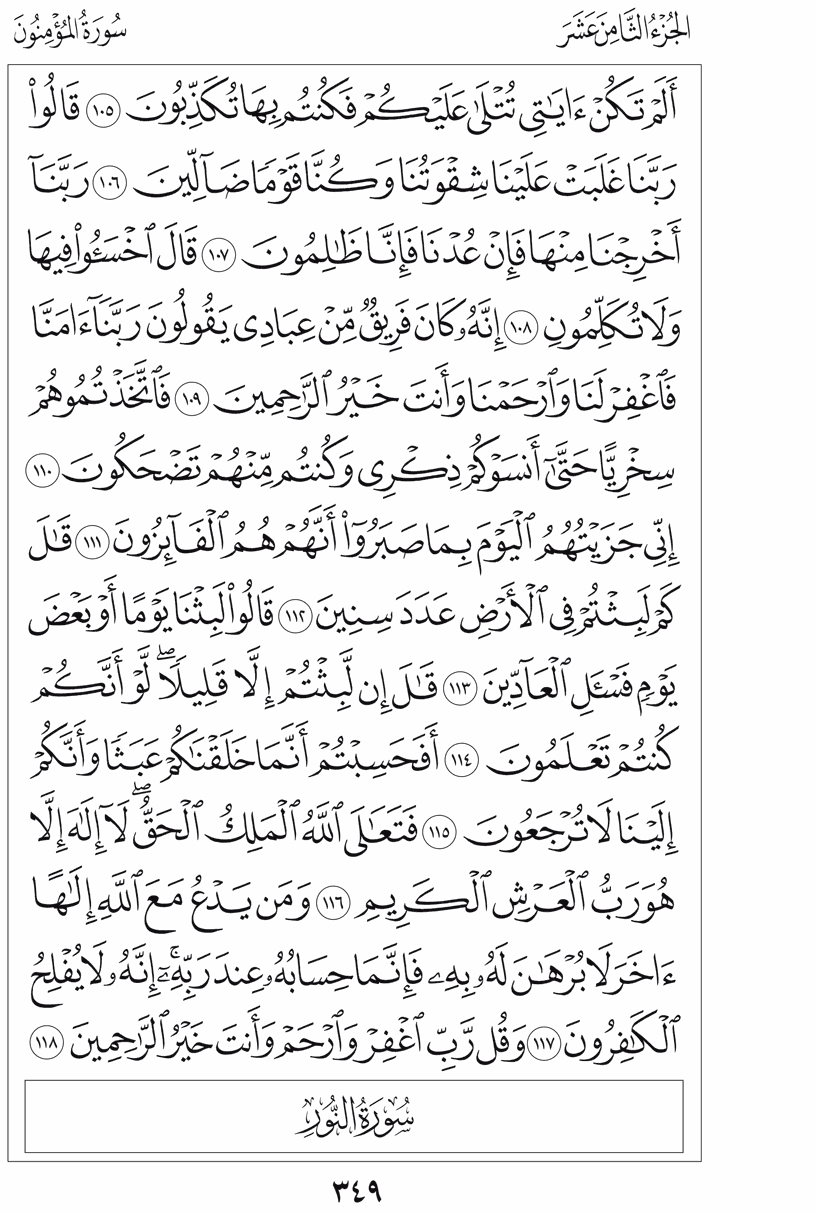 الجُزْءُ الثَّامِنَ عَشَرَ
سُورَةُ المُؤْمِنُونَ
أَلَمْ تَكُنْ ءَايَٰتِى تُتْلَىٰ عَلَيْكُمْ فَكُنتُم بِهَا تُكَذِّبُونَ ١٠٥ قَالُوا۟
رَبَّنَا غَلَبَتْ عَلَيْنَا شِقْوَتُنَا وَكُنَّا قَوْمًا ضَآلِّينَ ١٠٦ رَبَّنَآ
أَخْرِجْنَا مِنْهَا فَإِنْ عُدْنَا فَإِنَّا ظَٰلِمُونَ ١٠٧ قَالَ ٱخْسَـُٔوا۟ فِيهَا
وَلَا تُكَلِّمُونِ ١٠٨ إِنَّهُۥ كَانَ فَرِيقٌ مِّنْ عِبَادِى يَقُولُونَ رَبَّنَآ ءَامَنَّا
فَٱغْفِرْ لَنَا وَٱرْحَمْنَا وَأَنتَ خَيْرُ ٱلرَّٰحِمِينَ ١٠٩ فَٱتَّخَذْتُمُوهُمْ
سِخْرِيًّا حَتَّىٰٓ أَنسَوْكُمْ ذِكْرِى وَكُنتُم مِّنْهُمْ تَضْحَكُونَ ١١٠
إِنِّى جَزَيْتُهُمُ ٱلْيَوْمَ بِمَا صَبَرُوٓا۟ أَنَّهُمْ هُمُ ٱلْفَآئِزُونَ ١١١ قَٰلَ
كَمْ لَبِثْتُمْ فِى ٱلْأَرْضِ عَدَدَ سِنِينَ ١١٢ قَالُوا۟ لَبِثْنَا يَوْمًا أَوْ بَعْضَ
يَوْمٍ فَسْـَٔلِ ٱلْعَآدِّينَ ١١٣ قَٰلَ إِن لَّبِثْتُمْ إِلَّا قَلِيلًا ۖ لَّوْ أَنَّكُمْ
كُنتُمْ تَعْلَمُونَ ١١٤ أَفَحَسِبْتُمْ أَنَّمَا خَلَقْنَٰكُمْ عَبَثًا وَأَنَّكُمْ
إِلَيْنَا لَا تُرْجَعُونَ ١١٥ فَتَعَٰلَى ٱللَّهُ ٱلْمَلِكُ ٱلْحَقُّ ۖ لَآ إِلَٰهَ إِلَّا
هُوَ رَبُّ ٱلْعَرْشِ ٱلْكَرِيمِ ١١٦ وَمَن يَدْعُ مَعَ ٱللَّهِ إِلَٰهًا
ءَاخَرَ لَا بُرْهَٰنَ لَهُۥ بِهِۦ فَإِنَّمَا حِسَابُهُۥ عِندَ رَبِّهِۦٓ ۚ إِنَّهُۥ لَا يُفْلِحُ
ٱلْكَٰفِرُونَ ١١٧ وَقُل رَّبِّ ٱغْفِرْ وَٱرْحَمْ وَأَنتَ خَيْرُ ٱلرَّٰحِمِينَ ١١٨
سُورَةُ النُّورِ
٣٤٩